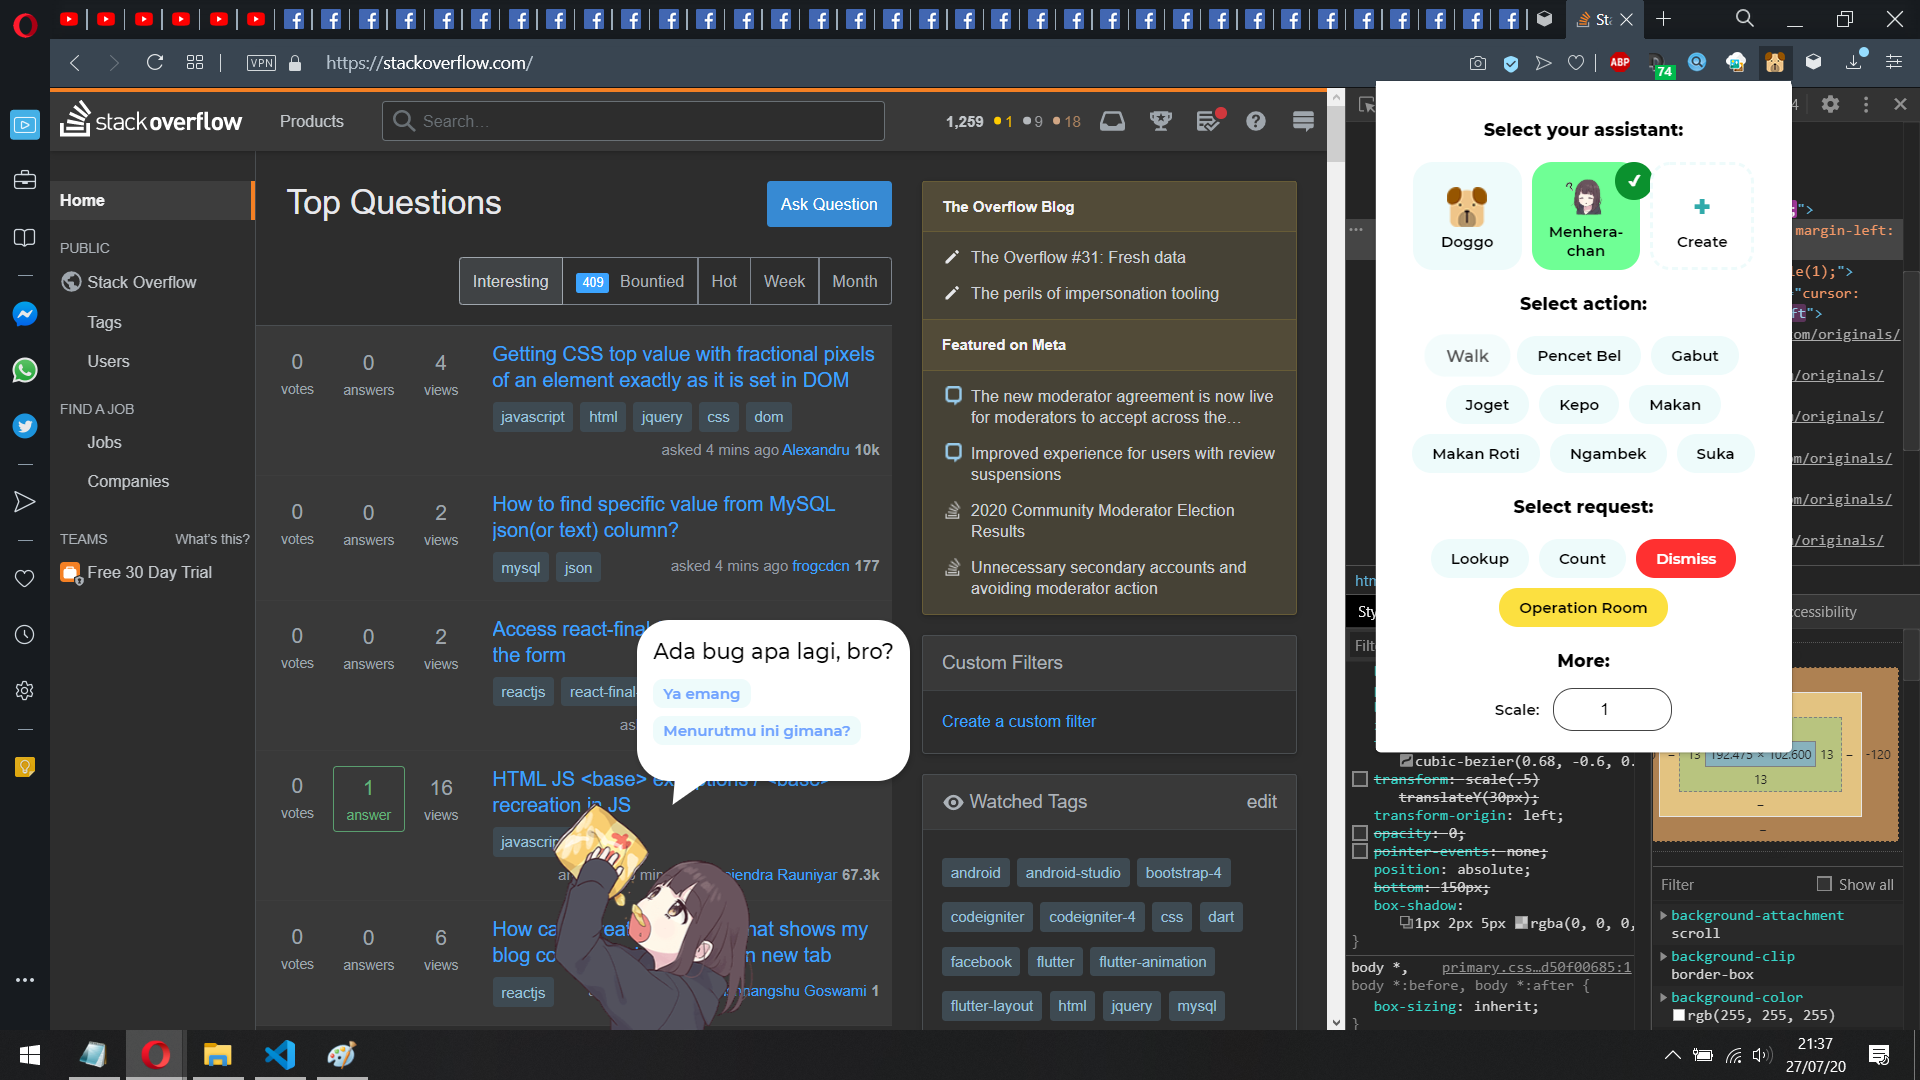 St
VPN
https://stackoverflow.com/
ABP
74
stackoverflow
Products
Search...
1,259 1 9 18
4
Home
PUBLIC
Stack Overflow
Tags
Users
FIND A JOB
Jobs
Companies
TEAMS What's this?
Free 30 Day Trial
Top Questions
Ask Question
Interesting
409 Bountied
Hot
Week
Month
0 votes
0 answers
4 views
Getting CSS top value with fractional pixels
of an element exactly as it is set in DOM
javascript html jquery css dom
asked 4 mins ago Alexandru 10k
0 votes
0 answers
2 views
How to find specific value from MySQL
json(or text) column?
mysql json
asked 4 mins ago frogcdcn 177
0 votes
0 answers
2 views
Access react-final
the form
reactjs react-final
as
0 votes
1 answer
16 views
HTML JS <base>
recreation in JS
javascrip
Rauniyar 67.3k
0 votes
0 answers
6 views
How ca hat shows my
blog co n new tab
reactjs
Goswami 1
Ada bug apa lagi, bro?
Ya emang
Menurutmu ini gimana?
The Overflow Blog
The Overflow #31: Fresh data
The perils of impersonation tooling
Featured on Meta
The new moderator agreement is now live
for moderators to accept across the…
Improved experience for users with review
suspensions
2020 Community Moderator Election
Results
Unnecessary secondary accounts and
avoiding moderator action
Custom Filters
Create a custom filter
Watched Tags edit
android android-studio bootstrap-4
codeigniter codeigniter-4 css dart
facebook flutter flutter-animation
flutter-layout html jquery mysql
Select your assistant:
Doggo
Menhera-
chan
Create
Select action:
Walk Pencet Bel Gabut
Joget Kepo Makan
Makan Roti Ngambek Suka
Select request:
Lookup Count Dismiss
Operation Room
More:
Scale: 1
">
margin-left:
le(1);">
"cursor:
ft">
om/originals/
/originals/
/originals/
m/originals/
m/originals/
/originals/
htm
Sty
ccessibility
Filte
cubic-bezier(0.68, -0.6, 0.
transform: scale(.5)
translateY(30px);
transform-origin: left;
opacity: 0;
pointer-events: none;
position: absolute;
bottom: 150px;
box-shadow:
1px 2px 5px rgba(0, 0, 0,
}
body *, primary.css…d50f00685:1
body *:before, body *:after {
box-sizing: inherit;
}
13 192.475 × 102.600 13 – -120
13
–
–
Filter Show all
background-attachment
scroll
background-clip
border-box
background-color
rgb(255, 255, 255)
21:37
27/07/20